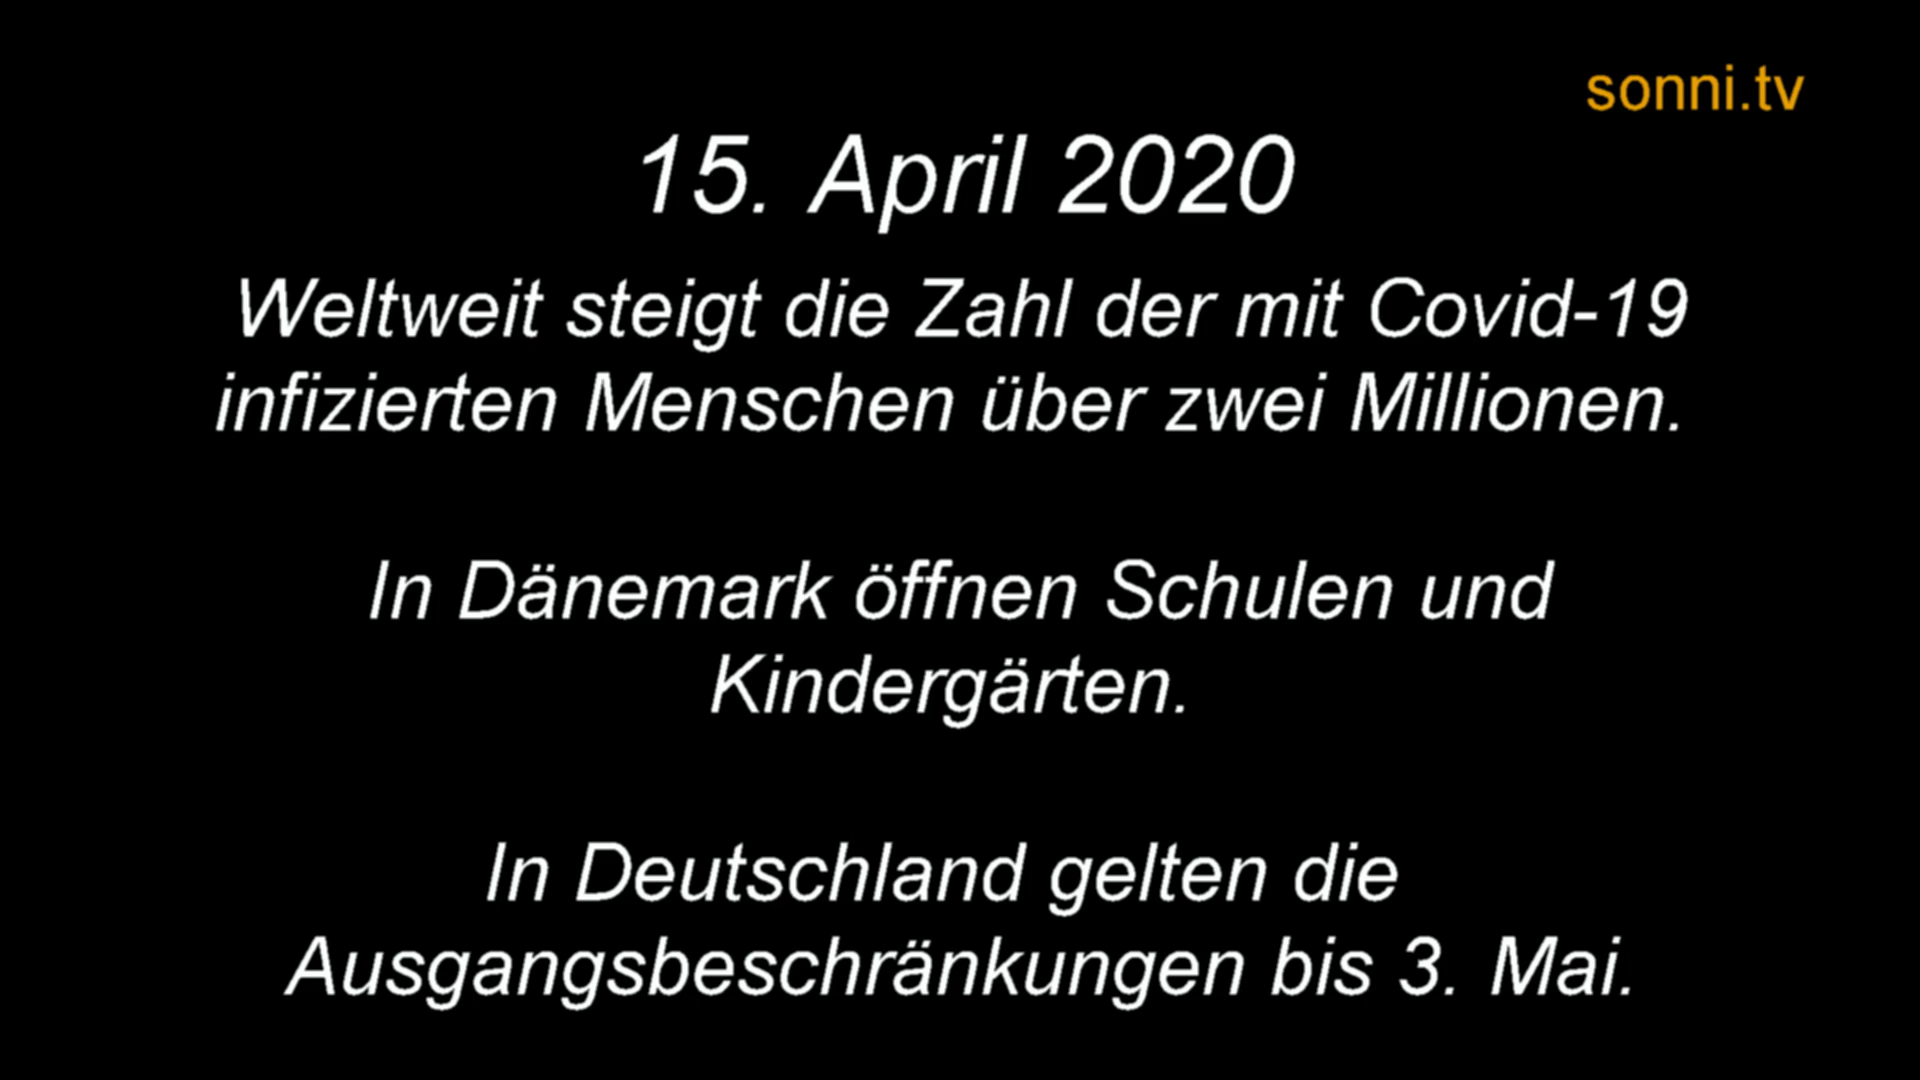 sonni.tv
15. April 2020
Weltweit steigt die Zahl der mit Covid-19
infizierten Menschen über zwei Millionen.
In Dänemark öffnen Schulen und
Kindergärten.
In Deutschland gelten die
Ausgangsbeschränkungen bis 3. Mai.